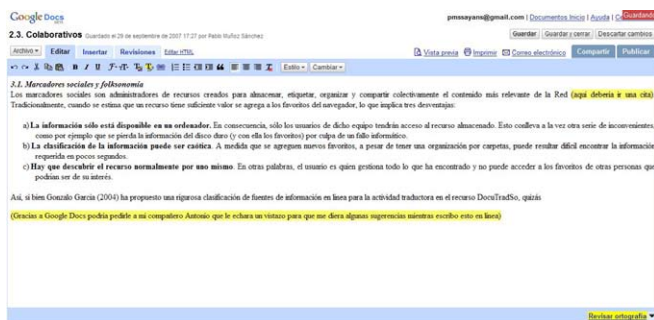 Google Docs
pmssayans@gmail.com | Documentos Inicio | Ayuda |
Guardando
2.3. Colaborativos Guardado el 29 de septiembre de 2007 17:27 por Pablo Muñoz Sánchez
Guardar Guardar y cerrar Descartar cambios
Archivo Editar Insertar Revisiones Editar HTML
Vista previa Imprimir Correo electrónico Compartir Publicar
Estilo Cambiar
3.1. Marcadores sociales y folksonomía
Los marcadores sociales son administradores de recursos creados para almacenar, etiquetar, organizar y compartir colectivamente el contenido más relevante de la Red (aquí debería ir una cita).
Tradicionalmente, cuando se estima que un recurso tiene suficiente valor se agrega a los favoritos del navegador, lo que implica tres desventajas:
a) La información sólo está disponible en un ordenador. En consecuencia, sólo los usuarios de dicho equipo tendrán acceso al recurso almacenado. Esto conlleva a la vez otra serie de inconvenientes,
como por ejemplo que se pierda la información del disco duro (y con ella los favoritos) por culpa de un fallo informático.
b) La clasificación de la información puede ser caótica. A medida que se agreguen nuevos favoritos, a pesar de tener una organización por carpetas, puede resultar difícil encontrar la información
requerida en pocos segundos.
c) Hay que descubrir el recurso normalmente por uno mismo. En otras palabras, el usuario es quien gestiona todo lo que ha encontrado y no puede acceder a los favoritos de otras personas que
podrían ser de su interés.
Así, si bien Gonzalo García (2004) ha propuesto una rigurosa clasificación de fuentes de información en línea para la actividad traductora en el recurso DocuTradSo, quizás
(Gracias a Google Docs podría pedirle a mi compañero Antonio que le echara un vistazo para que me diera algunas sugerencias mientras escribo esto en línea)
Revisar ortografía